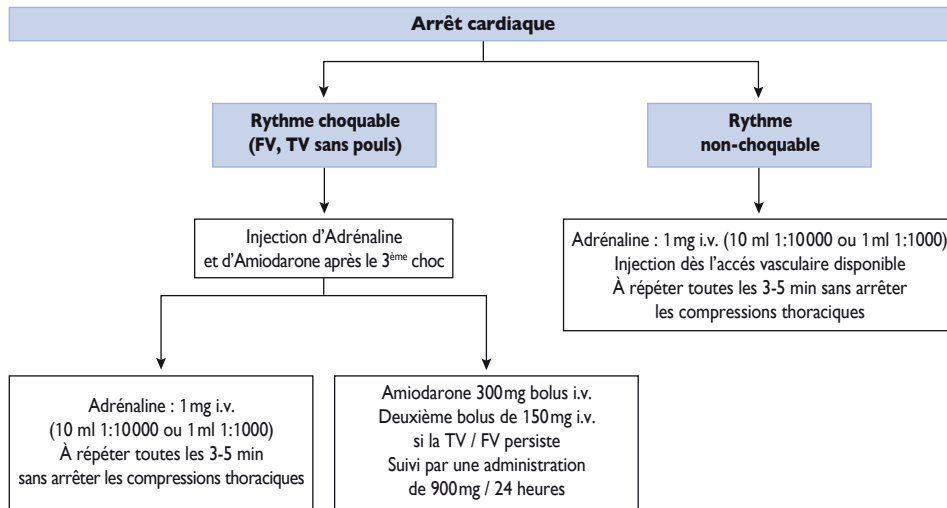 Arrêt cardiaque
Rythme choquable
(FV, TV sans pouls)
Rythme
non-choquable
Injection d'Adrénaline
et d'Amiodarone après le 3ème choc
Adrénaline : 1 mg i.v. (10 ml 1:10000 ou 1 ml 1:1000)
Injection dès l'accés vasculaire disponible
À répéter toutes les 3-5 min sans arrêter
les compressions thoraciques
Adrénaline : 1 mg i.v.
(10 ml 1:10000 ou 1 ml 1:1000)
À répéter toutes les 3-5 min
sans arrêter les compressions thoraciques
Amiodarone 300 mg bolus i.v.
Deuxième bolus de 150 mg i.v.
si la TV / FV persiste
Suivi par une administration
de 900 mg / 24 heures